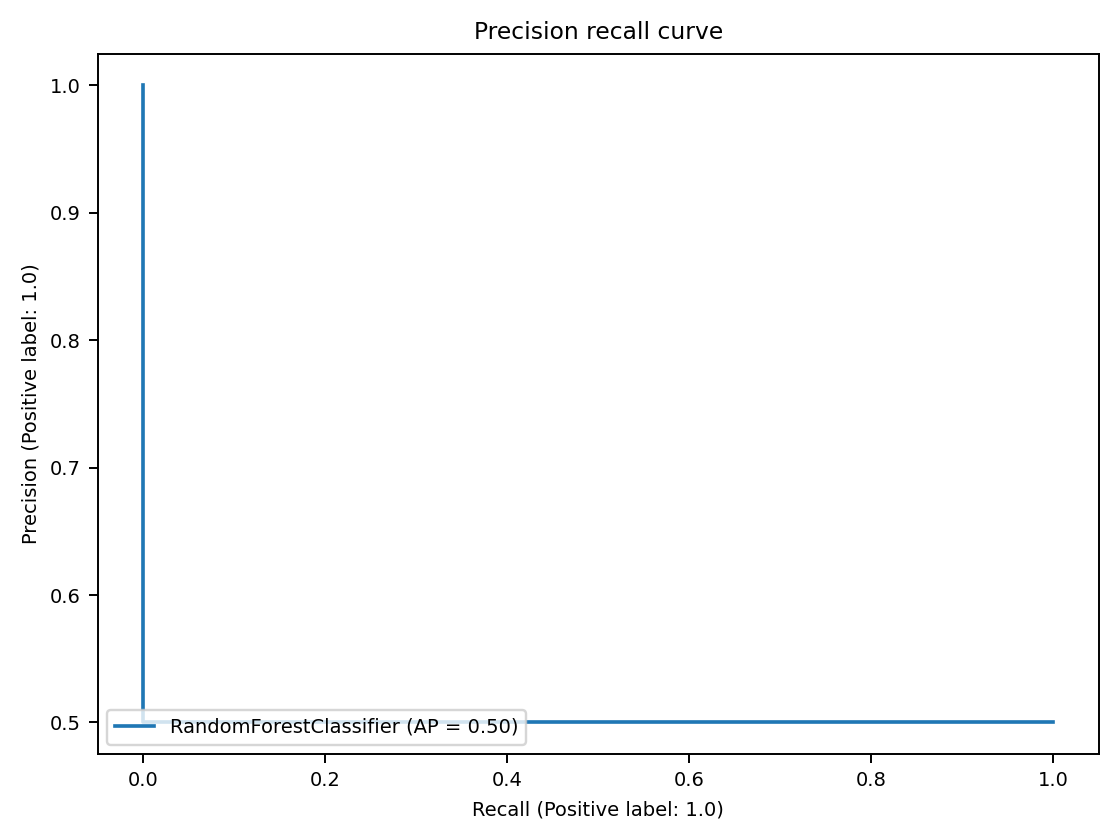 Precision recall curve
Precision (Positive label: 1.0)
1.0
0.9
0.8
0.7
0.6
0.5
RandomForestClassifier (AP = 0.50)
0.0 0.2 0.4 0.6 0.8 1.0
Recall (Positive label: 1.0)